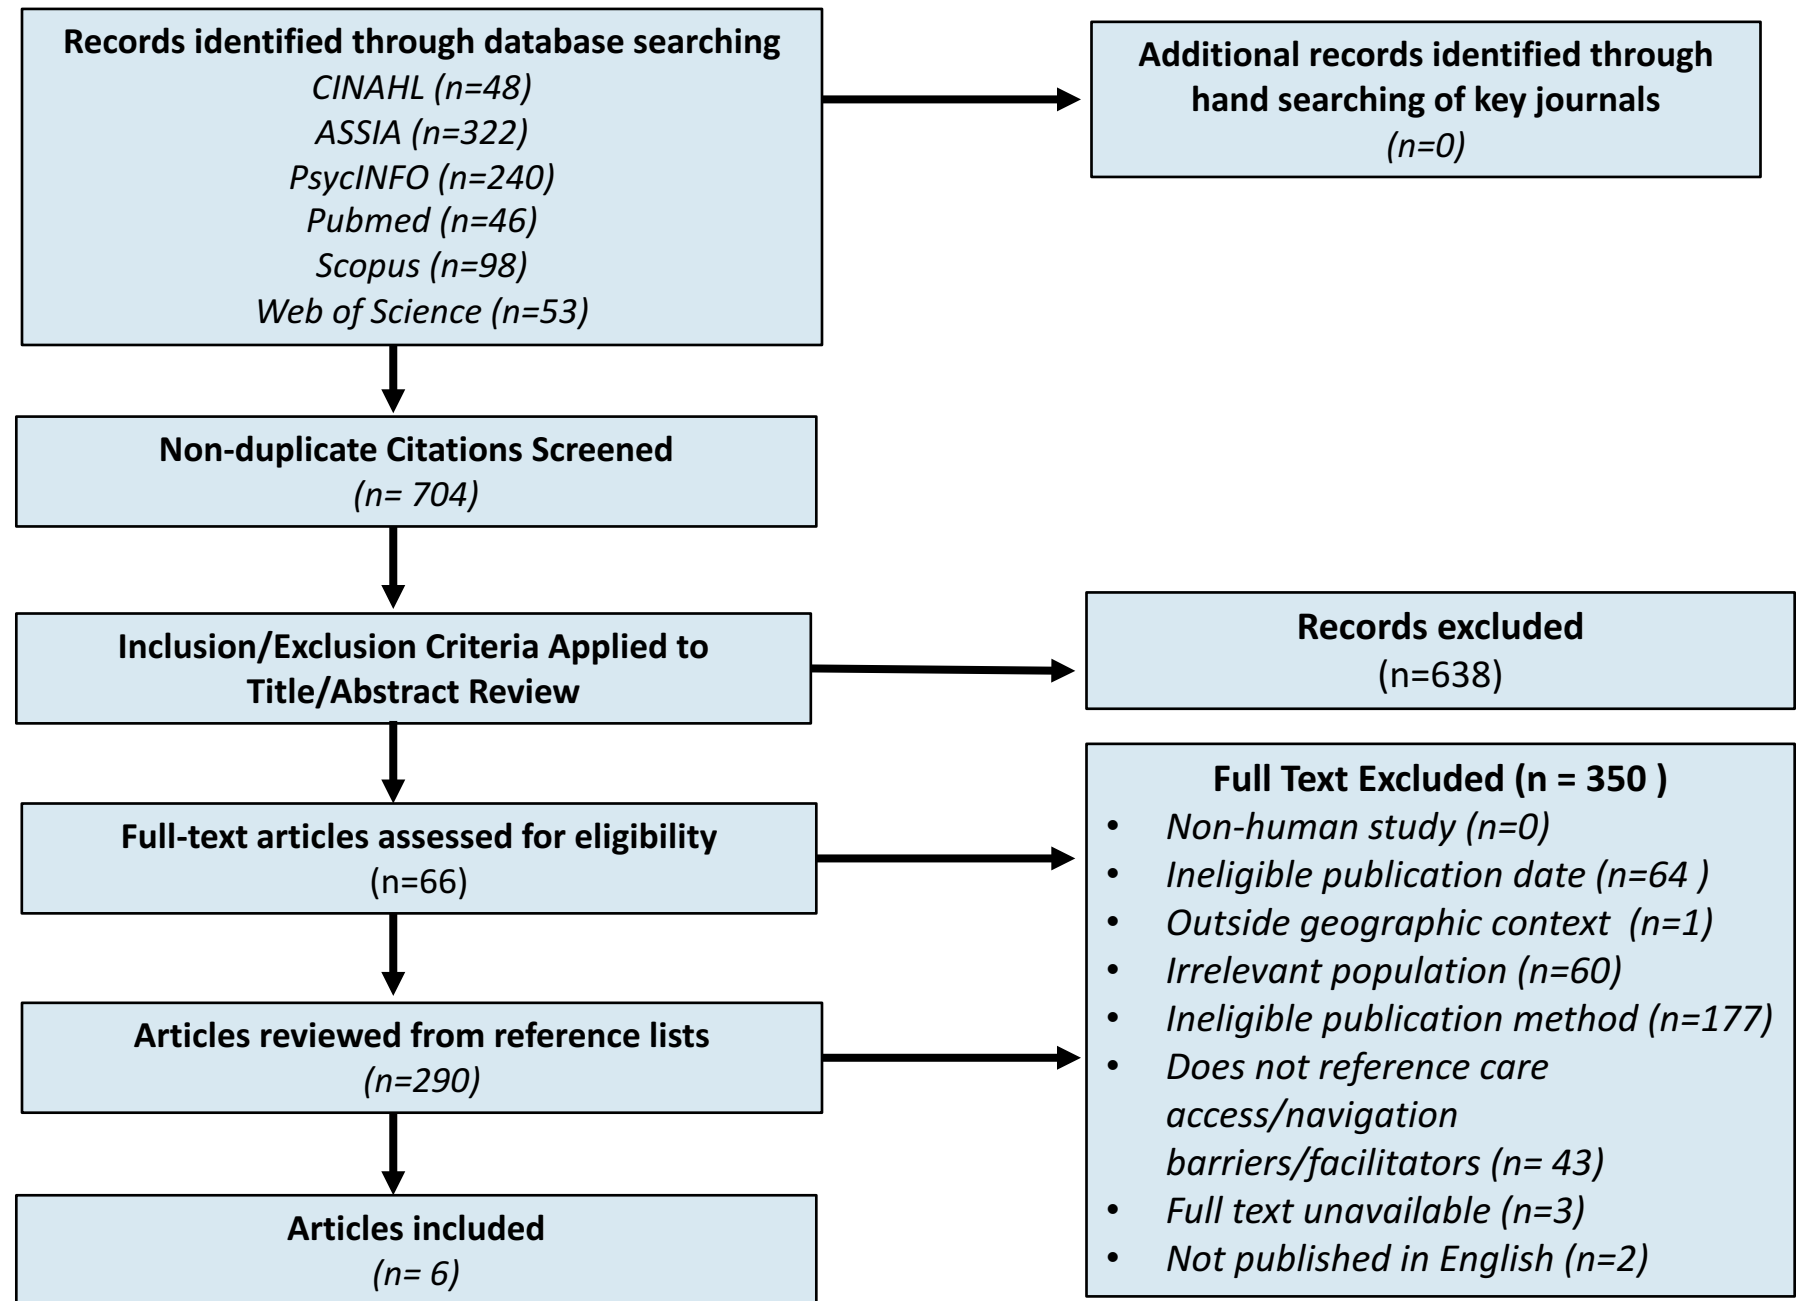 Records identified through database searching
CINAHL (n=48)
ASSIA (n=322)
PsycINFO (n=240)
Pubmed (n=46)
Scopus (n=98)
Web of Science (n=53)
Additional records identified through
hand searching of key journals
(n=0)
Non-duplicate Citations Screened
(n= 704)
Inclusion/Exclusion Criteria Applied to
Title/Abstract Review
Records excluded
(n=638)
Full-text articles assessed for eligibility
(n=66)
Full Text Excluded (n = 350 )
• Non-human study (n=0)
• Ineligible publication date (n=64 )
• Outside geographic context (n=1)
• Irrelevant population (n=60)
• Ineligible publication method (n=177)
• Does not reference care
access/navigation
barriers/facilitators (n= 43)
• Full text unavailable (n=3)
• Not published in English (n=2)
Articles reviewed from reference lists
(n=290)
Articles included
(n= 6)